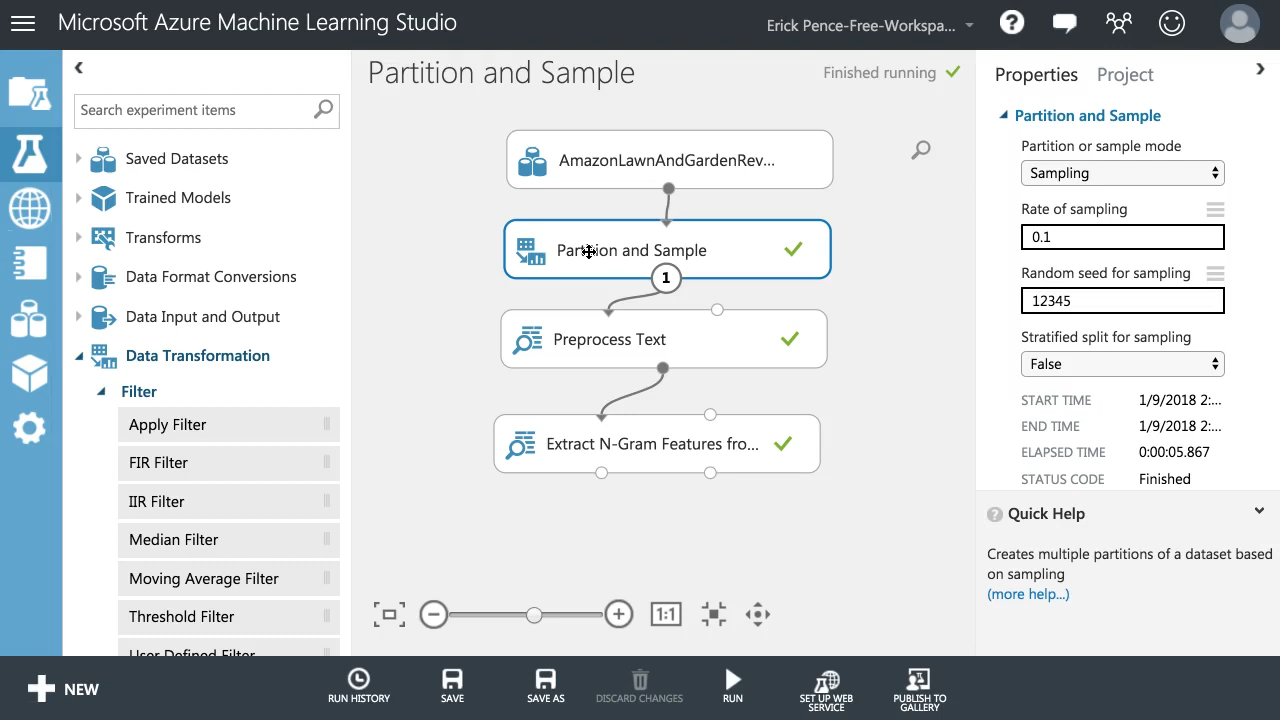 Microsoft Azure Machine Learning Studio
Erick Pence-Free-Workspa...
?
Search experiment items
Saved Datasets
Trained Models
Transforms
Data Format Conversions
Data Input and Output
Data Transformation
Filter
Apply Filter
FIR Filter
IIR Filter
Median Filter
Moving Average Filter
Threshold Filter
User Defined Filter
Partition and Sample
Finished running
AmazonLawnAndGardenRev...
Partition and Sample
1
Preprocess Text
Extract N-Gram Features fro...
1:1
Properties Project
Partition and Sample
Partition or sample mode
Sampling
Rate of sampling
0.1
Random seed for sampling
12345
Stratified split for sampling
False
START TIME 1/9/2018 2:...
END TIME 1/9/2018 2:...
ELAPSED TIME 0:00:05.867
STATUS CODE Finished
? Quick Help
Creates multiple partitions of a dataset based
on sampling
(more help...)
NEW
RUN HISTORY
SAVE
SAVE AS
DISCARD CHANGES
RUN
SET UP WEB
SERVICE
PUBLISH TO
GALLERY